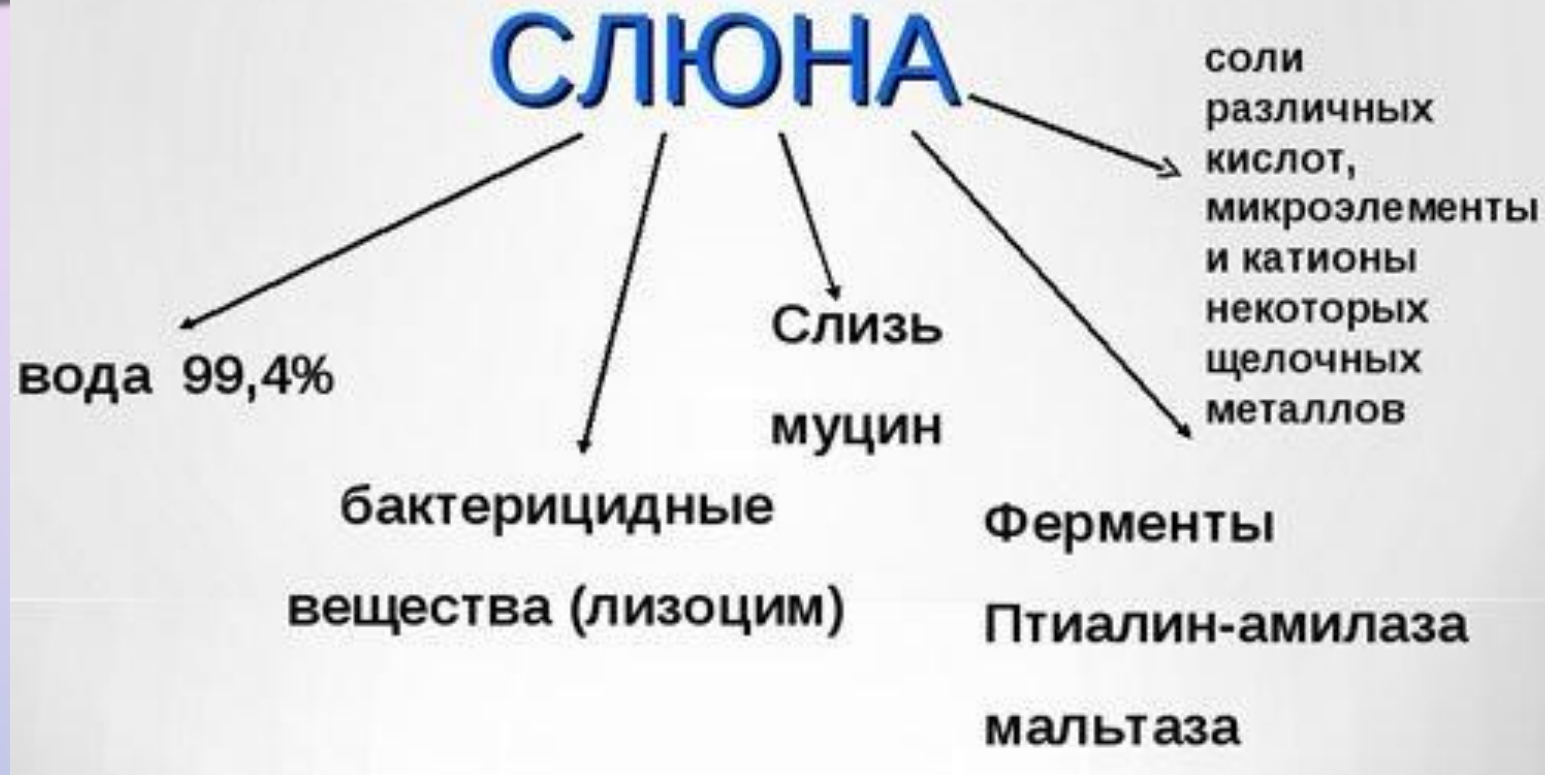 СЛЮНА
вода 99,4%
бактерицидные
вещества (лизоцим)
Слизь
муцин
Ферменты
Птиалин-амилаза
мальтаза
соли
различных
кислот,
микроэлементы
и катионы
некоторых
щелочных
металлов